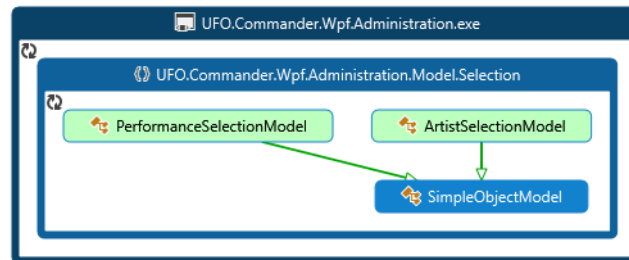 UFO.Commander.Wpf.Administration.exe
UFO.Commander.Wpf.Administration.Model.Selection
PerformanceSelectionModel
ArtistSelectionModel
SimpleObjectModel